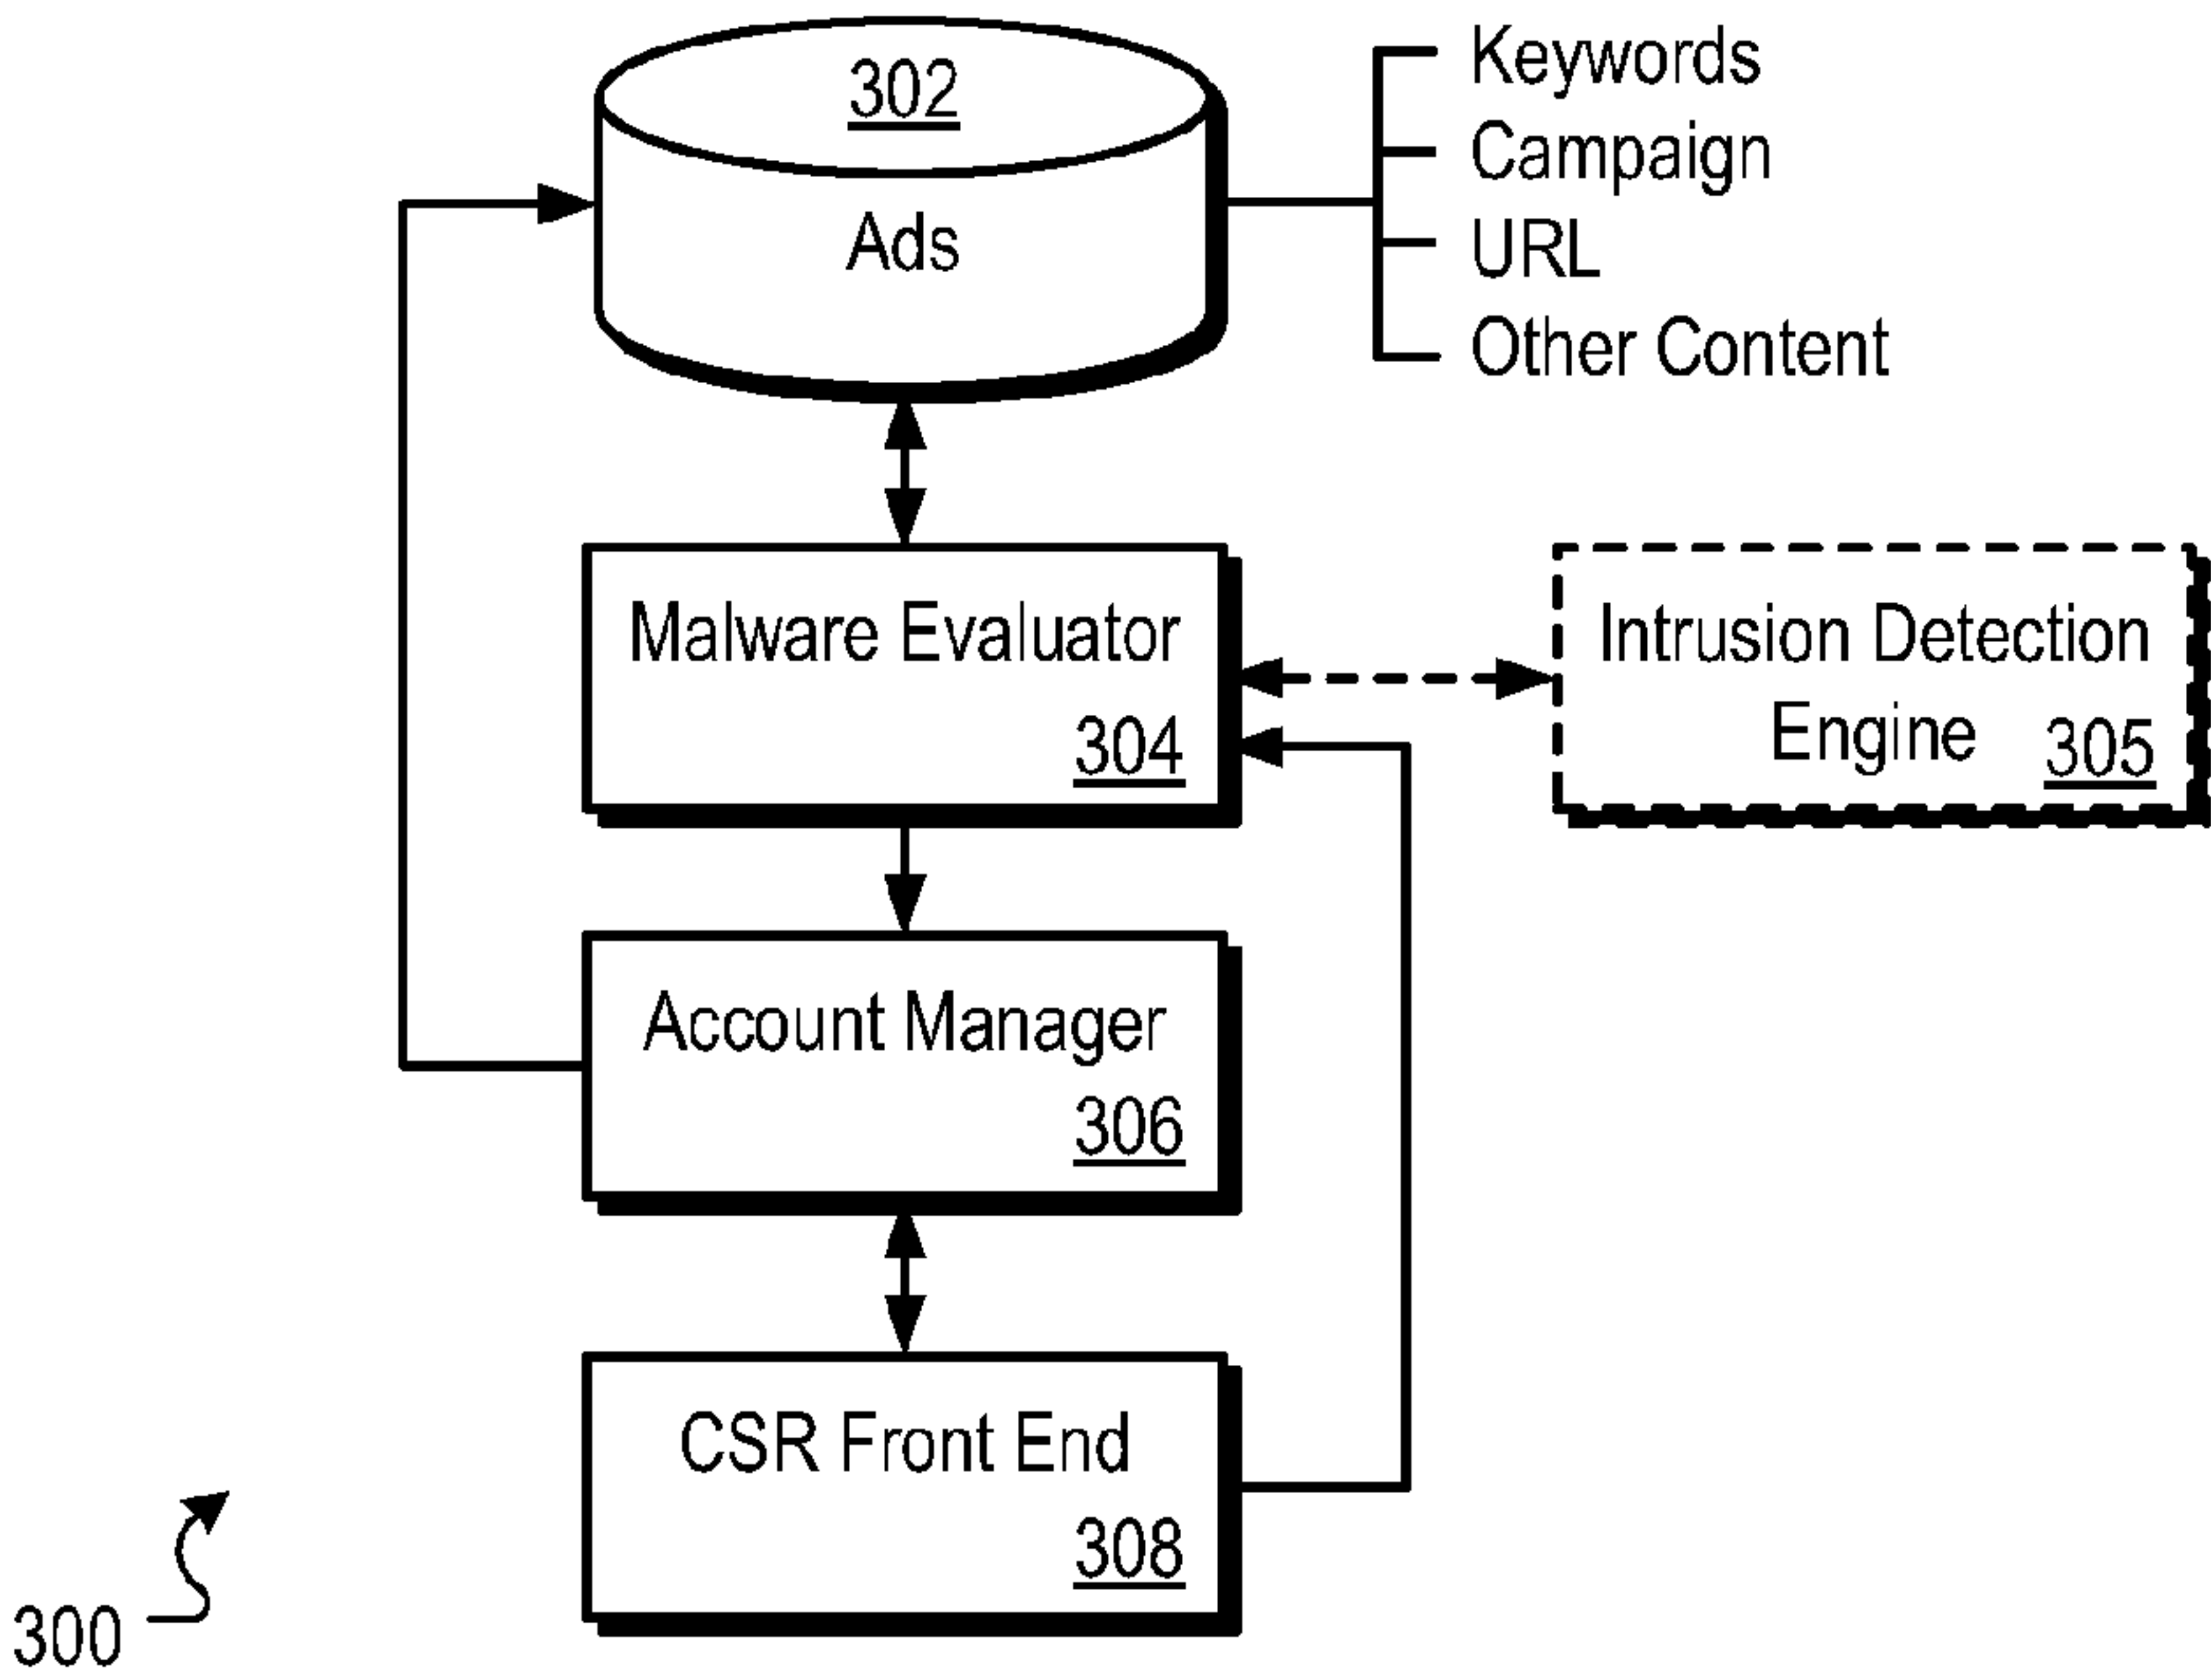 302
Ads
Keywords
Campaign
URL
Other Content
Malware Evaluator
304
Intrusion Detection
Engine 305
Account Manager
306
CSR Front End
308
300